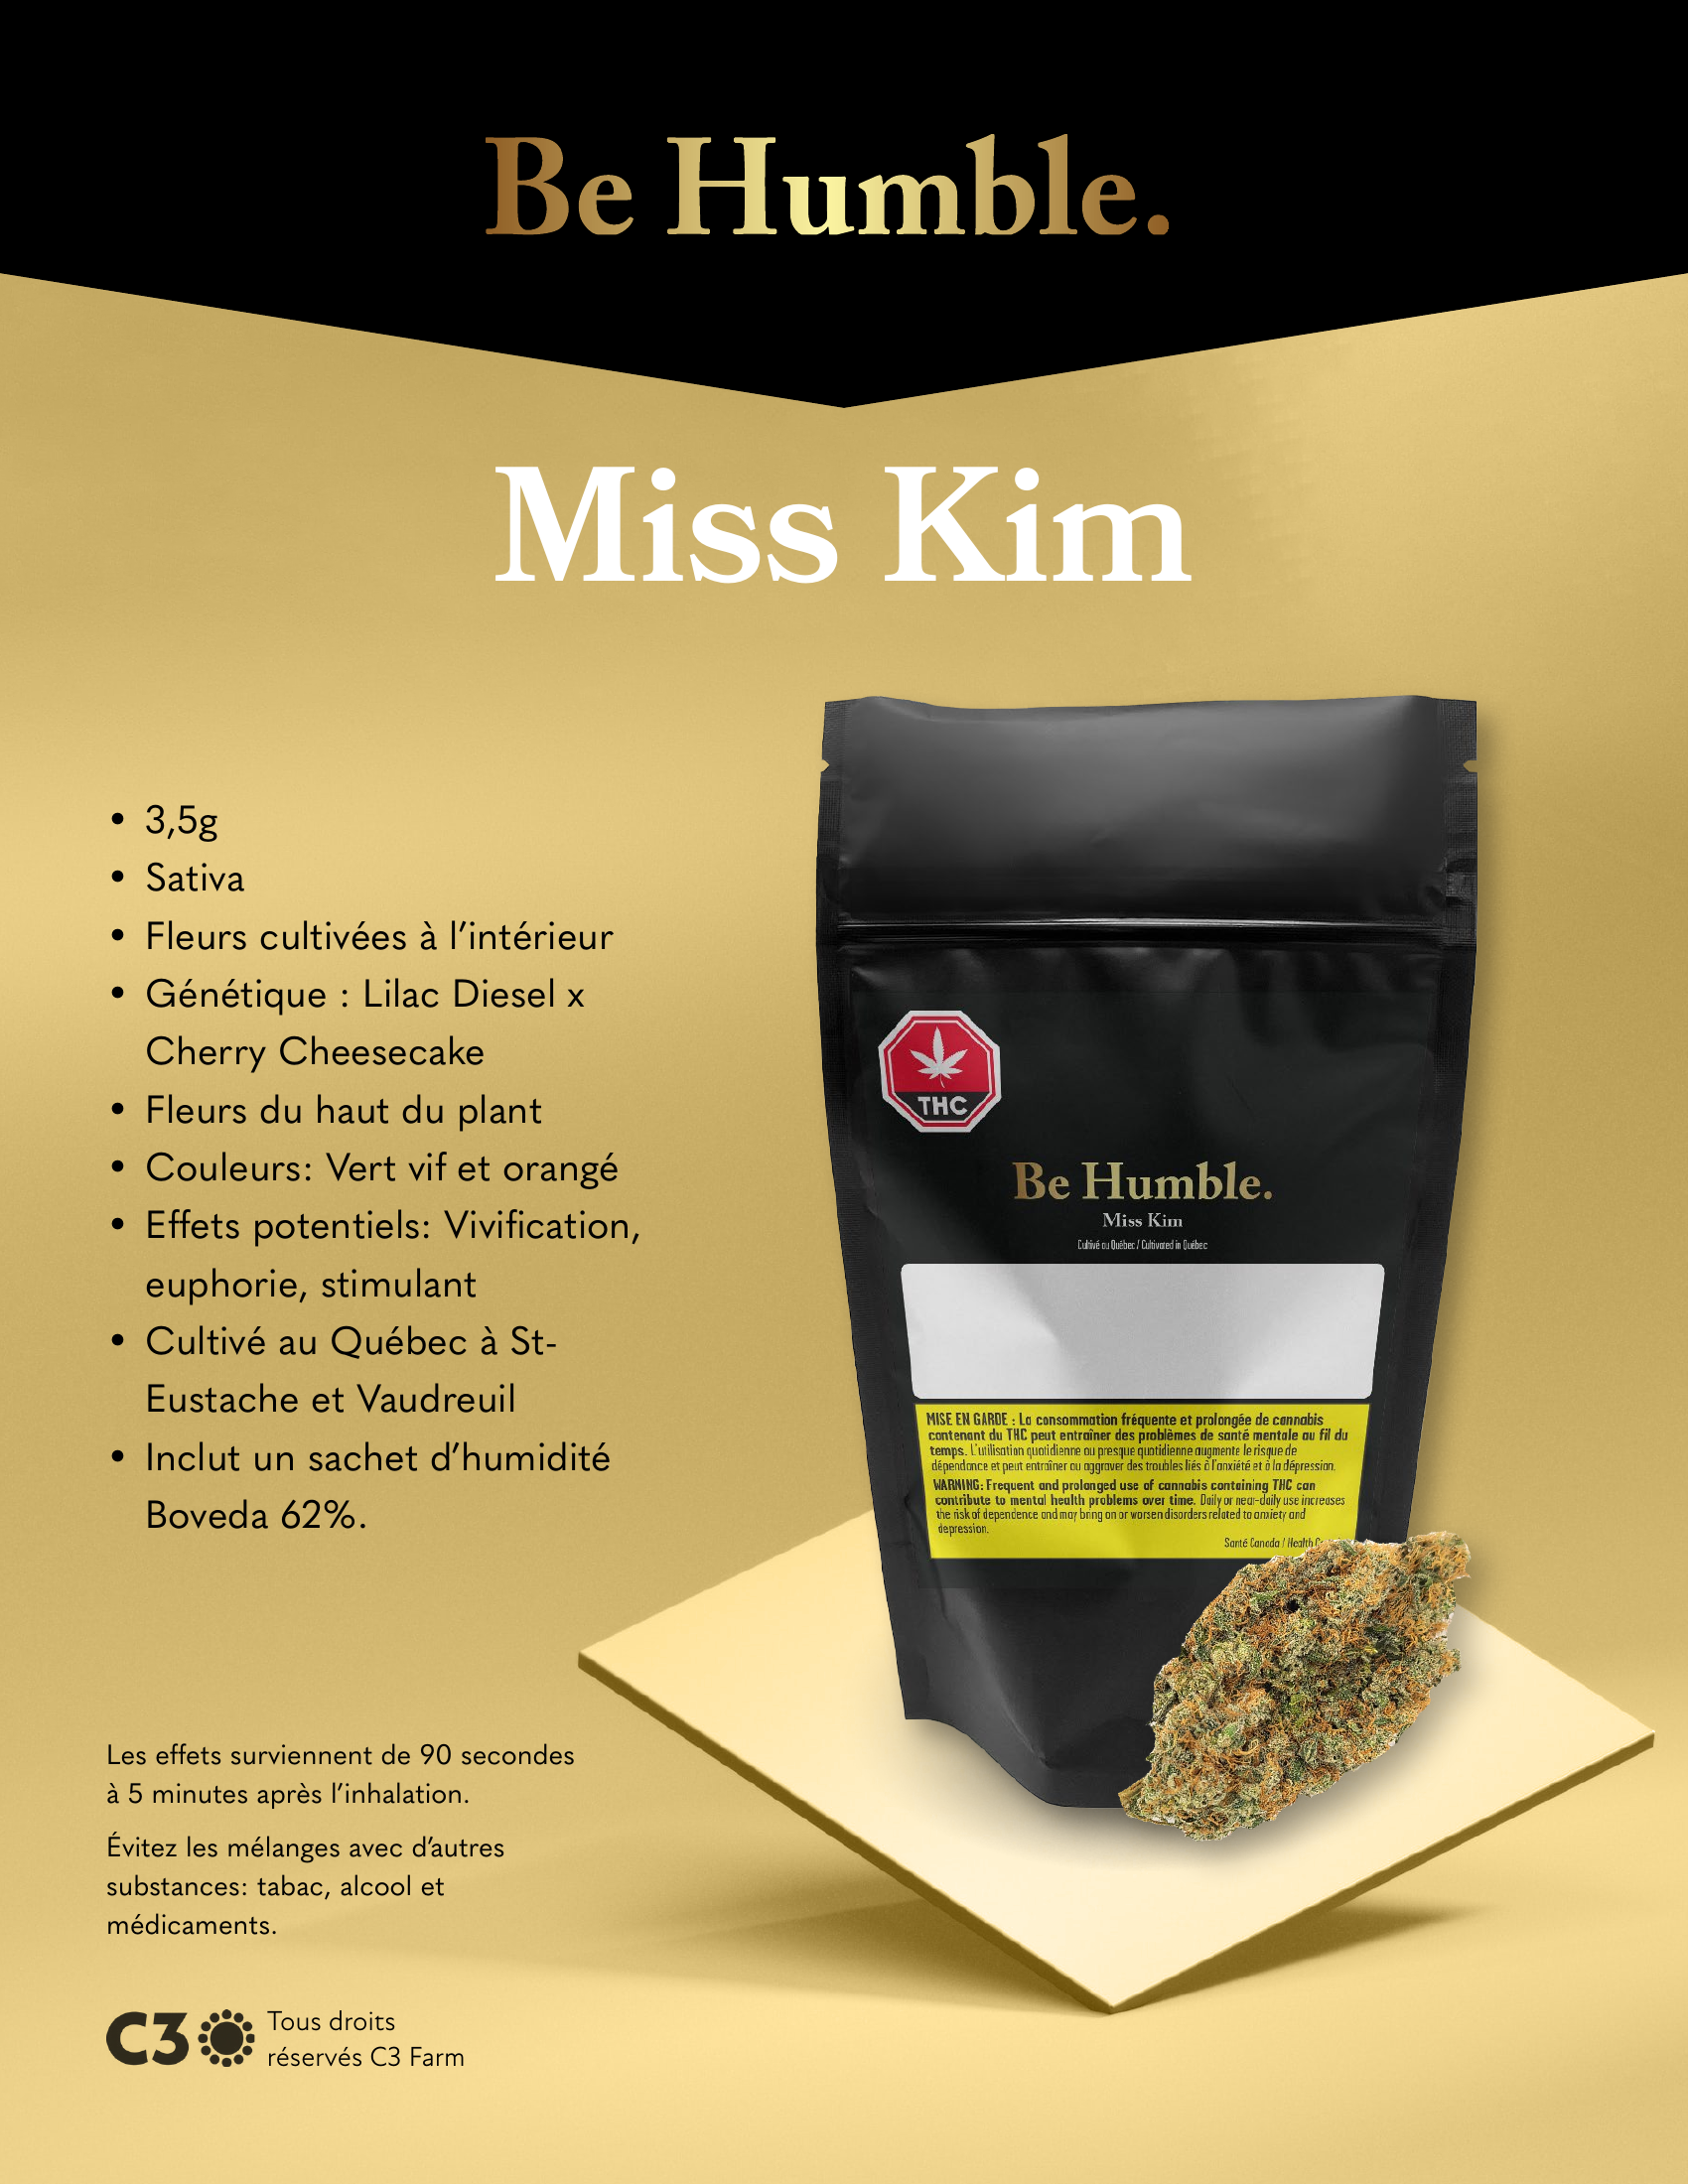 Be Humble.
Miss Kim
• 3,5g
• Sativa
• Fleurs cultivées à l’intérieur
• Génétique : Lilac Diesel x
Cherry Cheesecake
• Fleurs du haut du plant
• Couleurs: Vert vif et orangé
• Effets potentiels: Vivification,
euphorie, stimulant
• Cultivé au Québec à St-
Eustache et Vaudreuil
• Inclut un sachet d’humidité
Boveda 62%.
THC
Be Humble.
Miss Kim
Cultivé au Québec / Cultivated in Québec
MISE EN GARDE : La consommation fréquente et prolongée de cannabis
contenant du THC peut entraîner des problèmes de santé mentale au fil du
temps. L’utilisation quotidienne ou presque quotidienne augmente le risque de
dépendance et peut entraîner ou aggraver des troubles liés à l’anxiété et à la dépression.
WARNING: Frequent and prolonged use of cannabis containing THC can
contribute to mental health problems over time. Daily or near-daily use increases
the risk of dependence and may bring on or worsen disorders related to anxiety and
depression.
Santé Canada / Health
Les effets surviennent de 90 secondes
à 5 minutes après l’inhalation.
Évitez les mélanges avec d’autres
substances: tabac, alcool et
médicaments.
C3
Tous droits
réservés C3 Farm